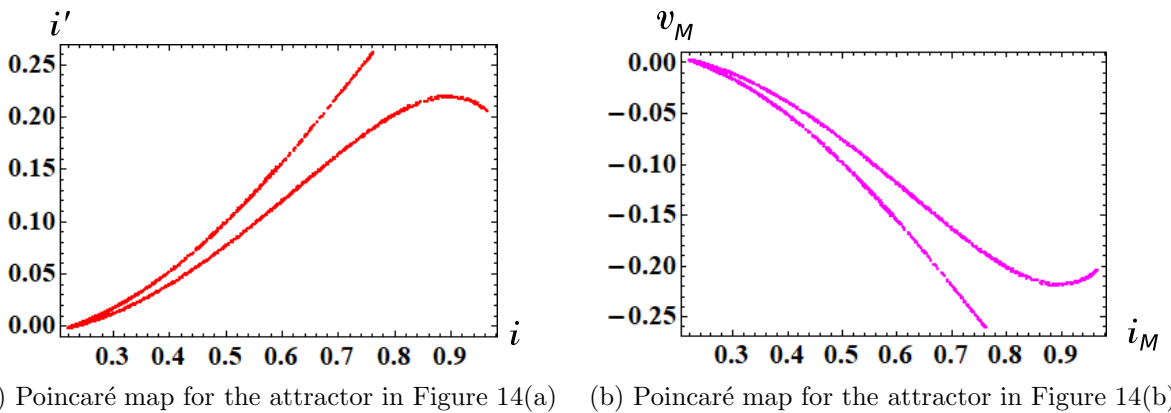 i′
0.25
0.20
0.15
0.10
0.05
0.00
0.3 0.4 0.5 0.6 0.7 0.8 0.9
i
v_M
0.00
−0.05
−0.10
−0.15
−0.20
−0.25
0.3 0.4 0.5 0.6 0.7 0.8 0.9
i_M
) Poincaré map for the attractor in Figure 14(a)
(b) Poincaré map for the attractor in Figure 14(b)